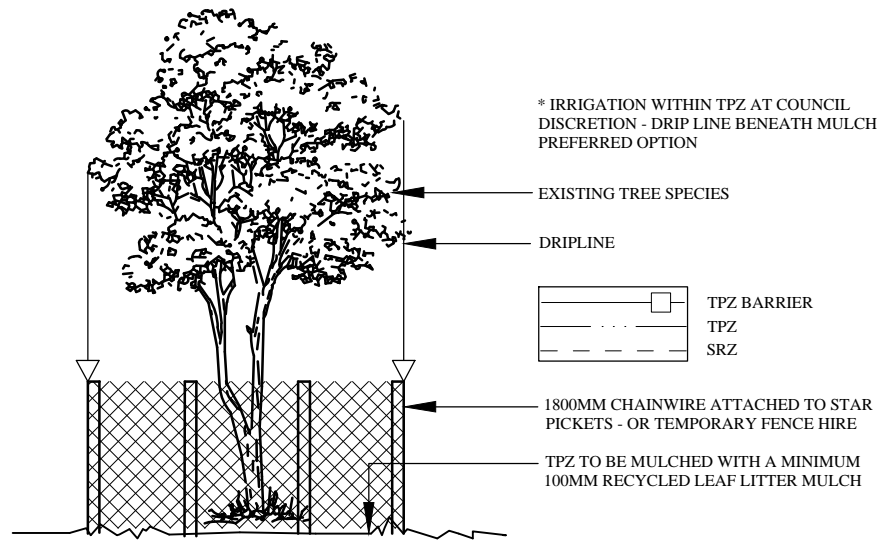 * IRRIGATION WITHIN TPZ AT COUNCIL
DISCRETION - DRIP LINE BENEATH MULCH
PREFERRED OPTION
EXISTING TREE SPECIES
DRIPLINE
TPZ BARRIER
TPZ
SRZ
1800MM CHAINWIRE ATTACHED TO STAR
PICKETS - OR TEMPORARY FENCE HIRE
TPZ TO BE MULCHED WITH A MINIMUM
100MM RECYCLED LEAF LITTER MULCH